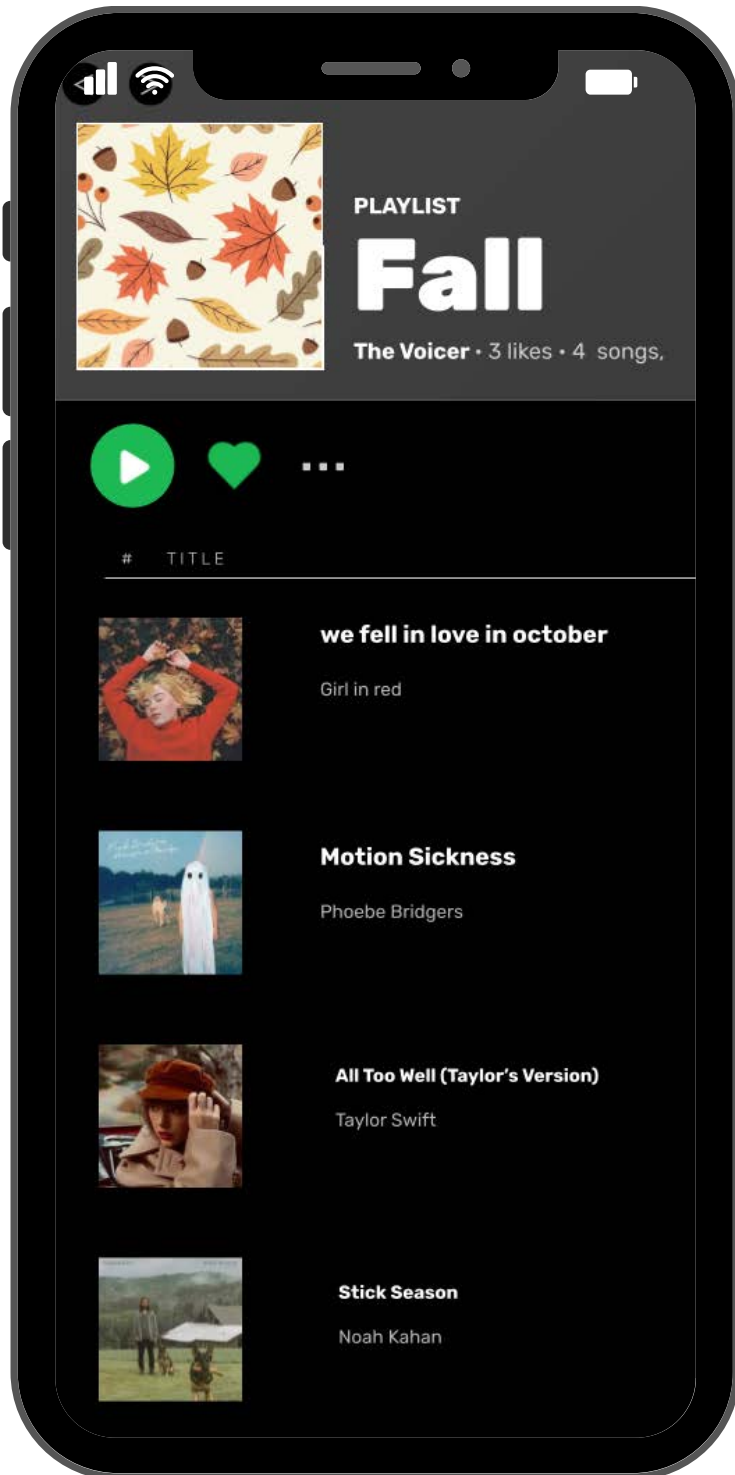 PLAYLIST
Fall
The Voicer • 3 likes • 4 songs,
# TITLE
we fell in love in october
Girl in red
Motion Sickness
Phoebe Bridgers
All Too Well (Taylor's Version)
Taylor Swift
Stick Season
Noah Kahan